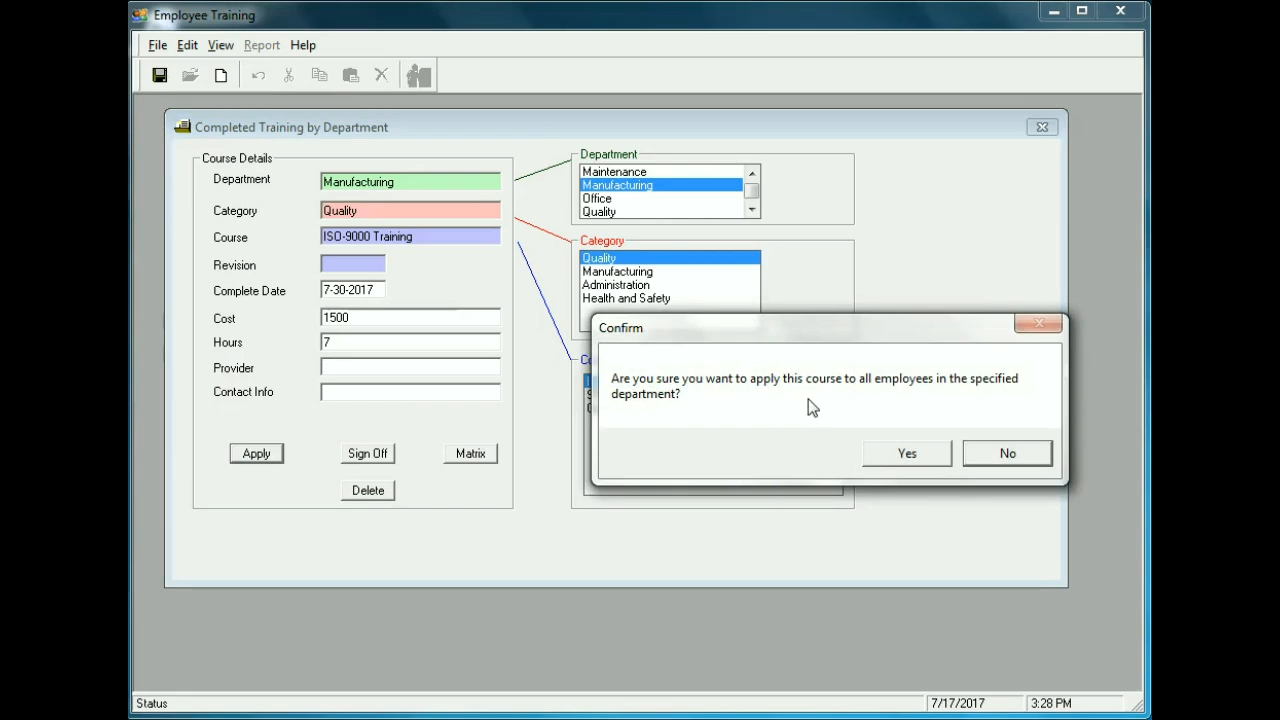 Employee Training
File Edit View Report Help
Completed Training by Department
Course Details
Department Manufacturing
Category Quality
Course ISO-9000 Training
Revision
Complete Date 7-30-2017
Cost 1500
Hours 7
Provider
Contact Info
Apply Sign Off Matrix
Delete
Department
Maintenance
Manufacturing
Office
Quality
Category
Quality
Manufacturing
Administration
Health and Safety
Confirm
Are you sure you want to apply this course to all employees in the specified
department?
Yes No
Status 7/17/2017 3:28 PM